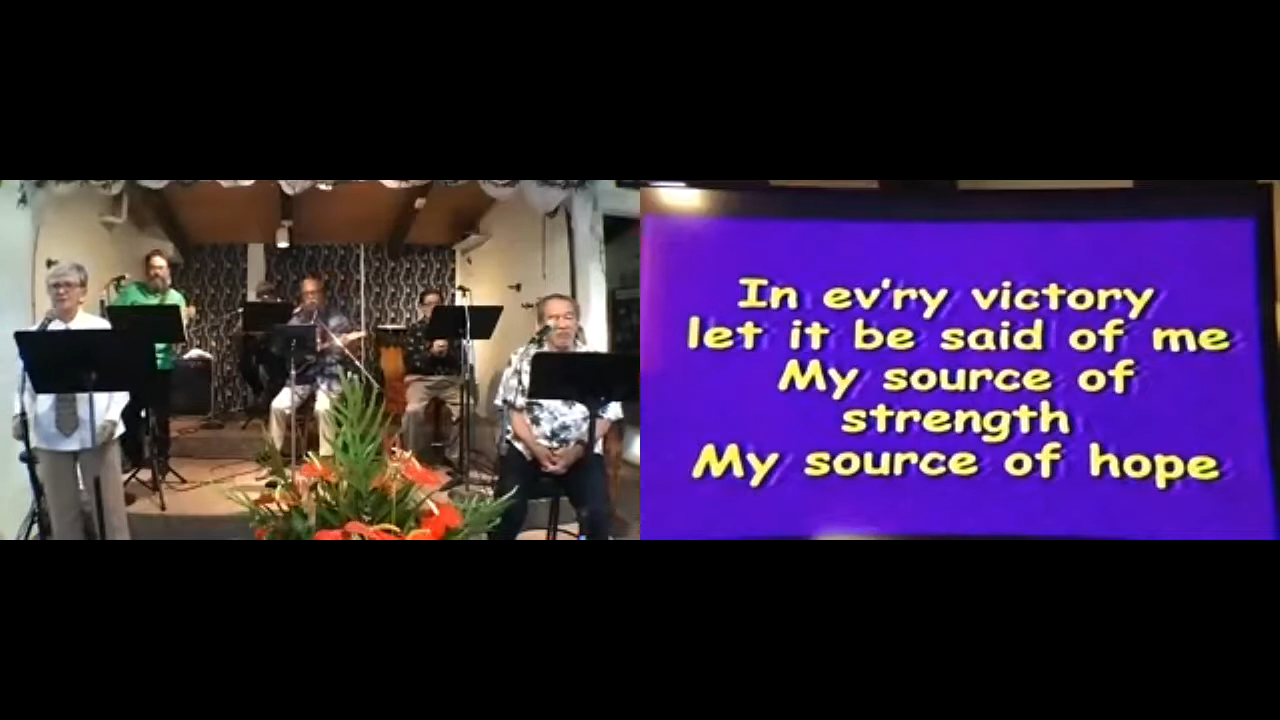 In ev'ry victory
let it be said of me
My source of
strength
My source of hope